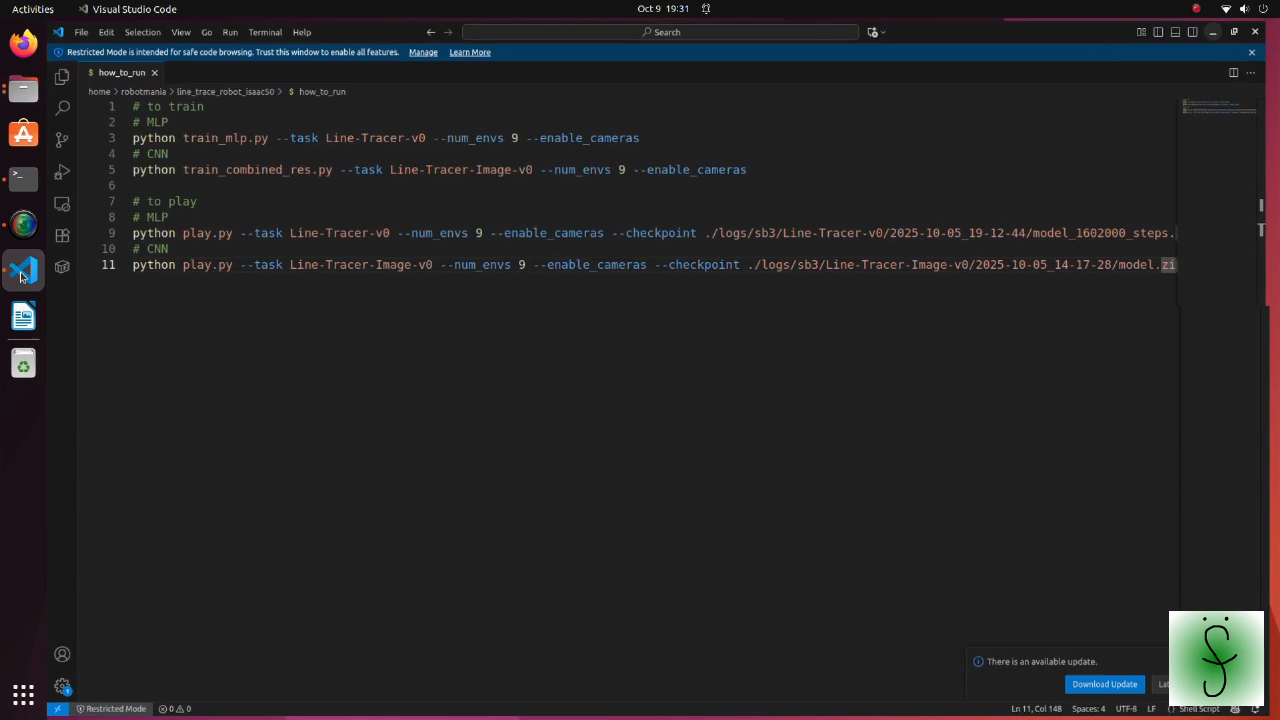 Activities
Visual Studio Code
Oct 9 19:31
File Edit Selection View Go Run Terminal Help
Search
Restricted Mode is intended for safe code browsing. Trust this window to enable all features. Manage Learn More
how_to_run
home > robotmania > line_trace_robot_isaac50 > $ how_to_run
1 # to train
2 # MLP
3 python train_mlp.py --task Line-Tracer-v0 --num_envs 9 --enable_cameras
4 # CNN
5 python train_combined_res.py --task Line-Tracer-Image-v0 --num_envs 9 --enable_cameras
6
7 # to play
8 # MLP
9 python play.py --task Line-Tracer-v0 --num_envs 9 --enable_cameras --checkpoint ./logs/sb3/Line-Tracer-v0/2025-10-05_19-12-44/model_1602000_steps.
10 # CNN
11 python play.py --task Line-Tracer-Image-v0 --num_envs 9 --enable_cameras --checkpoint ./logs/sb3/Line-Tracer-Image-v0/2025-10-05_14-17-28/model.zi
There is an available update.
Download Update
Restricted Mode 0 0 Ln 11, Col 148 Spaces: 4 UTF-8 LF Shell Script